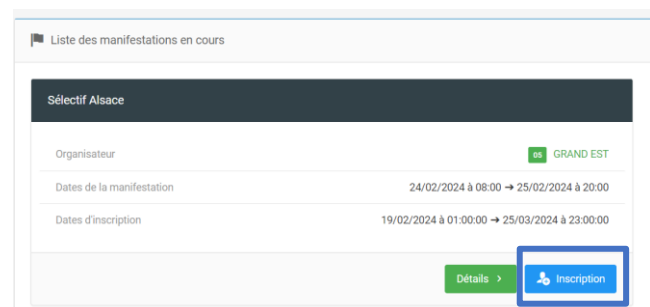 Liste des manifestations en cours
Sélectif Alsace
Organisateur os GRAND EST
Dates de la manifestation 24/02/2024 à 08:00 → 25/02/2024 à 20:00
Dates d'inscription 19/02/2024 à 01:00:00 → 25/03/2024 à 23:00:00
Détails > Inscription